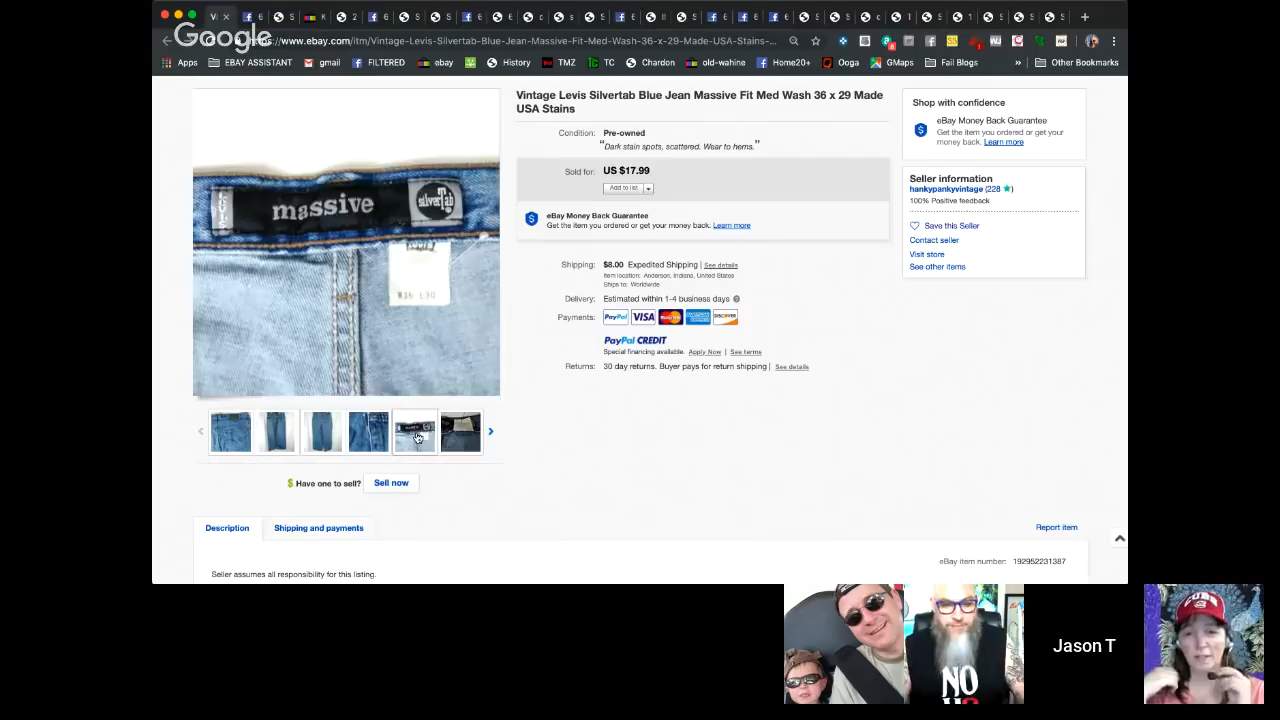 Google
https://www.ebay.com/itm/Vintage-Levis-Silvertab-Blue-Jean-Massive-Fit-Med-Wash-36-x-29-Made-USA-Stains-...
Apps EBAY ASSISTANT gmail FILTERED ebay History TMZ TC Chardon old-wahine Home20+ Ooga GMaps Fail Blogs » Other Bookmarks
Vintage Levis Silvertab Blue Jean Massive Fit Med Wash 36 x 29 Made
USA Stains
Condition: Pre-owned
“Dark stain spots, scattered. Wear to hems.”
Sold for: US $17.99
Add to list
eBay Money Back Guarantee
Get the item you ordered or get your money back. Learn more
Shipping: $8.00 Expedited Shipping | See details
Item location: Anderson, Indiana, United States
Ships to: Worldwide
Delivery: Estimated within 1-4 business days
Payments: PayPal VISA MasterCard DISCOVER
PayPal CREDIT
Special financing available. Apply Now | See terms
Returns: 30 day returns. Buyer pays for return shipping | See details
Shop with confidence
eBay Money Back Guarantee
Get the item you ordered or get your
money back. Learn more
Seller information
hankypankyvintage (228 )
100% Positive feedback
Save this Seller
Contact seller
Visit store
See other items
massive
silverTab
W36 L30
$ Have one to sell? Sell now
Description Shipping and payments
Report item
eBay item number: 192952231387
Seller assumes all responsibility for this listing.
Jason T
NO